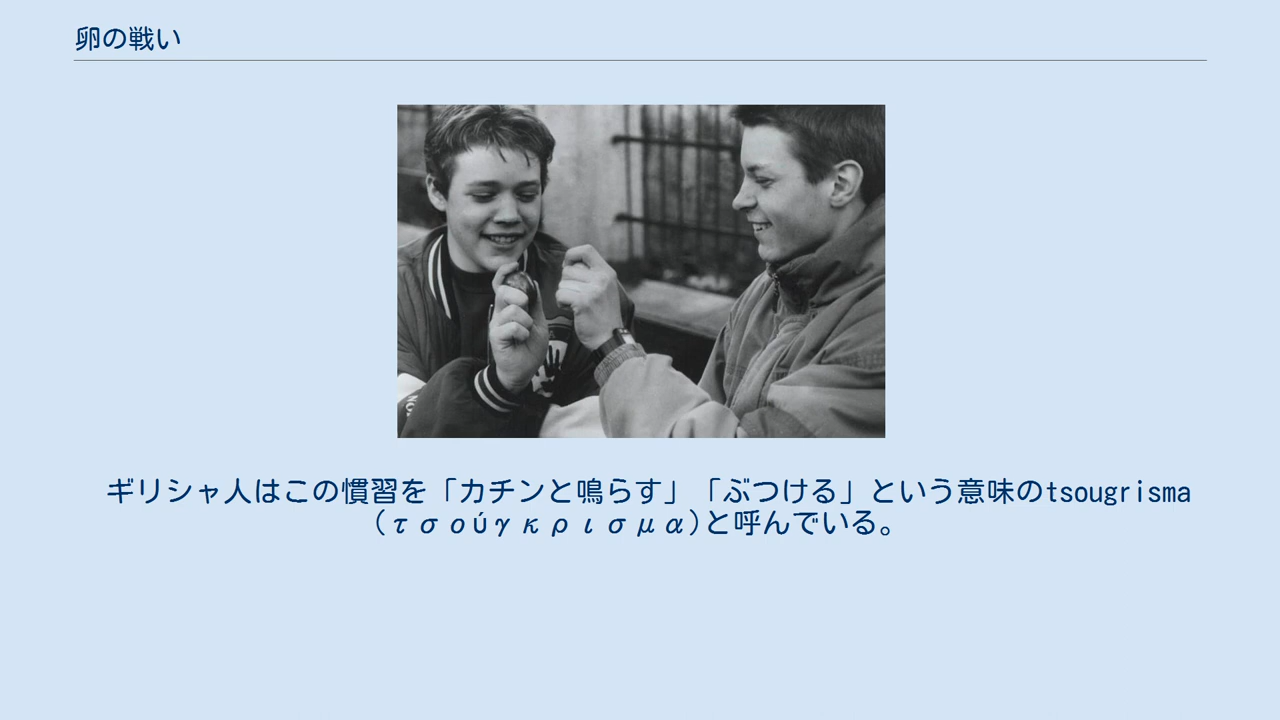 卵の戦い
ギリシャ人はこの慣習を「カチンと鳴らす」「ぶつける」という意味のtsougrisma
(τσούγκρισμα)と呼んでいる。